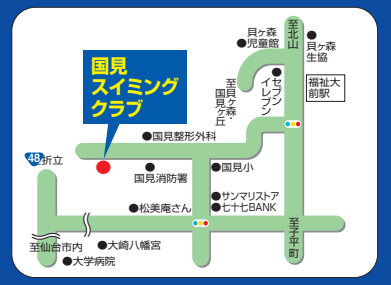 至北山
貝ヶ森
児童館
貝ヶ森
生協
国見
スイミング
クラブ
セブン
イレブン
至貝ヶ森・
国見ヶ丘
福祉大
前駅
国見整形外科
48
折立
国見消防署
国見小
サンマリストア
七十七BANK
松美庵さん
至子平町
至仙台市内
大崎八幡宮
大学病院